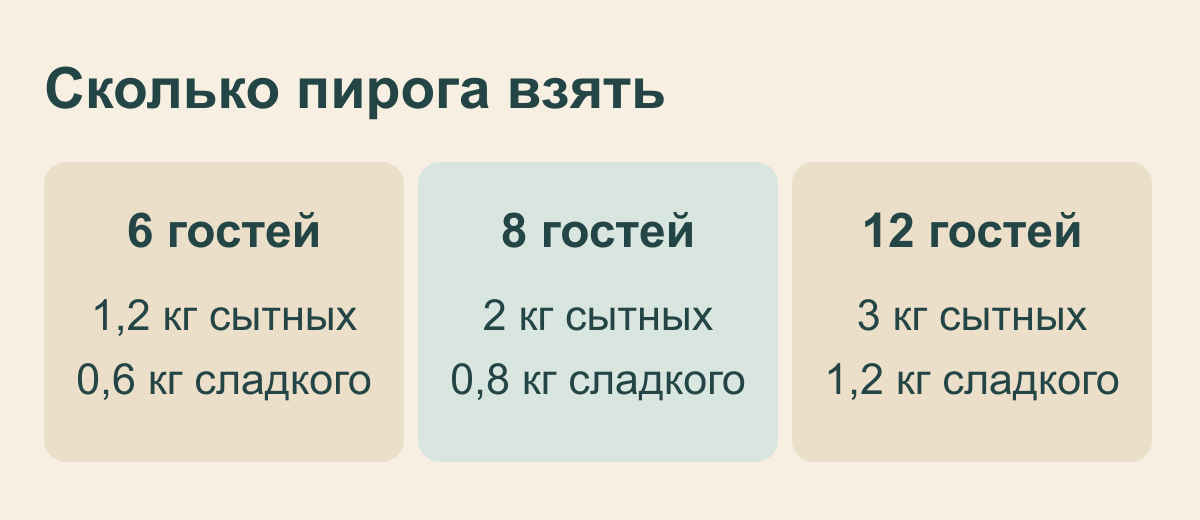 Сколько пирога взять
6 гостей
1,2 кг сытных
0,6 кг сладкого
8 гостей
2 кг сытных
0,8 кг сладкого
12 гостей
3 кг сытных
1,2 кг сладкого